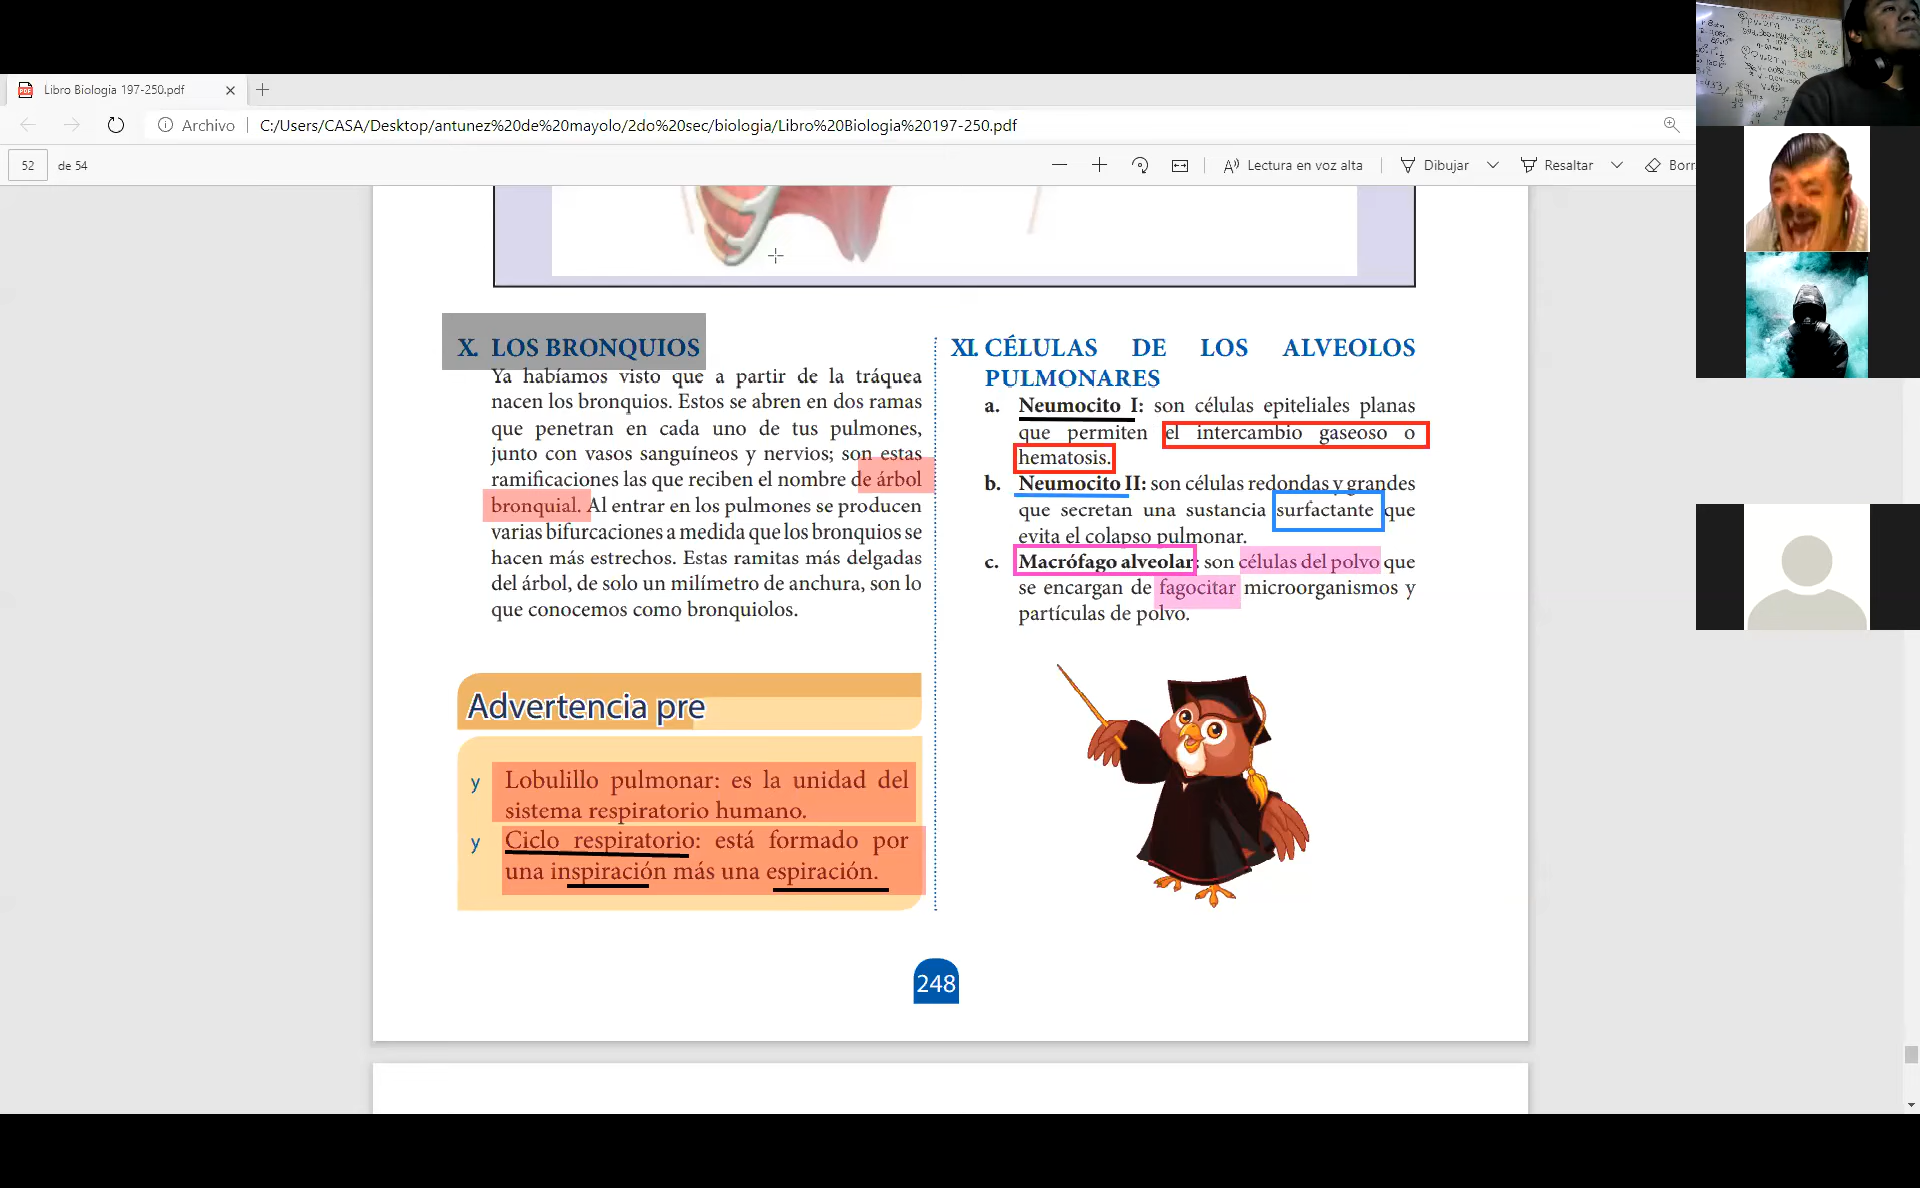 Libro Biologia 197-250.pdf
Archivo
C:/Users/CASA/Desktop/antunez%20de%20mayolo/2do%20sec/biologia/Libro%20Biologia%20197-250.pdf
52 de 54
Lectura en voz alta
Dibujar
Resaltar
Borr
X. LOS BRONQUIOS
Ya habíamos visto que a partir de la tráquea
nacen los bronquios. Estos se abren en dos ramas
que penetran en cada uno de tus pulmones,
junto con vasos sanguíneos y nervios; son estas
ramificaciones las que reciben el nombre de árbol
bronquial. Al entrar en los pulmones se producen
varias bifurcaciones a medida que los bronquios se
hacen más estrechos. Estas ramitas más delgadas
del árbol, de solo un milímetro de anchura, son lo
que conocemos como bronquiolos.
Advertencia pre
y Lobulillo pulmonar: es la unidad del
sistema respiratorio humano.
y Ciclo respiratorio: está formado por
una inspiración más una espiración.
XI. CÉLULAS DE LOS ALVEOLOS
PULMONARES
a. Neumocito I: son células epiteliales planas
que permiten el intercambio gaseoso o
hematosis.
b. Neumocito II: son células redondas y grandes
que secretan una sustancia surfactante que
evita el colapso pulmonar.
c. Macrófago alveolar: son células del polvo que
se encargan de fagocitar microorganismos y
partículas de polvo.
248